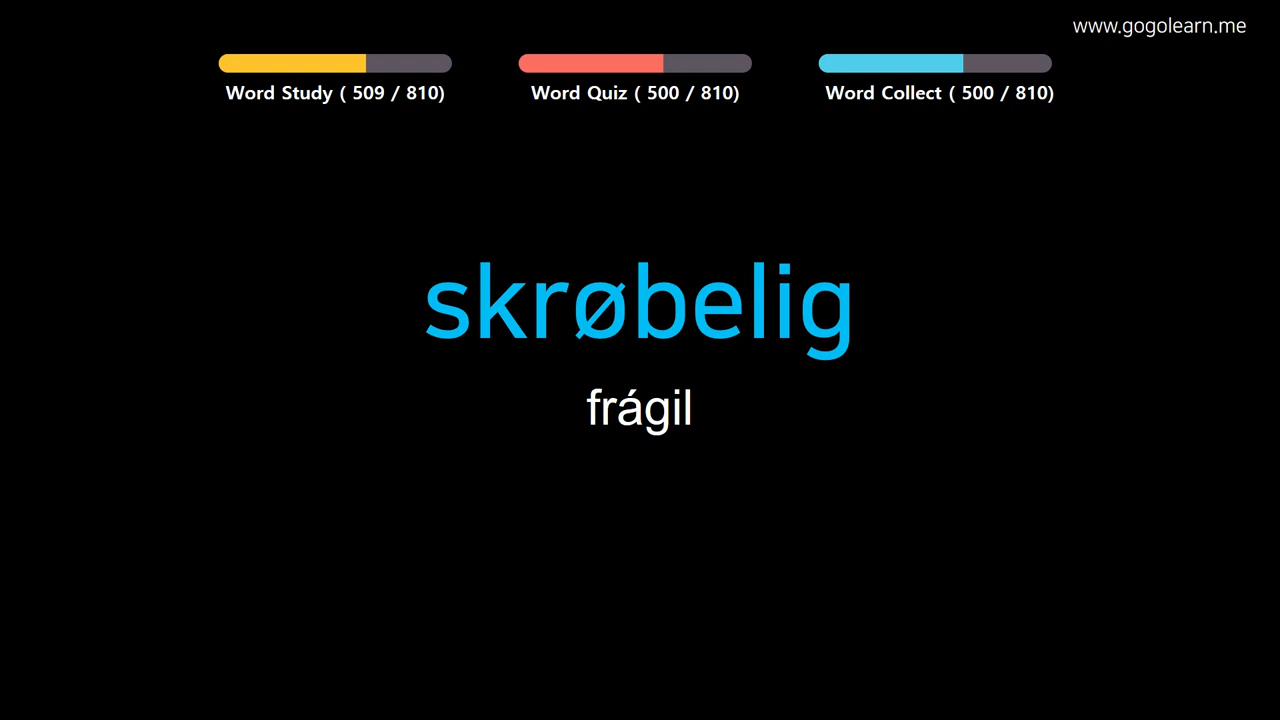 www.gogolearn.me
Word Study ( 509 / 810) Word Quiz ( 500 / 810) Word Collect ( 500 / 810)
skrøbelig
frágil